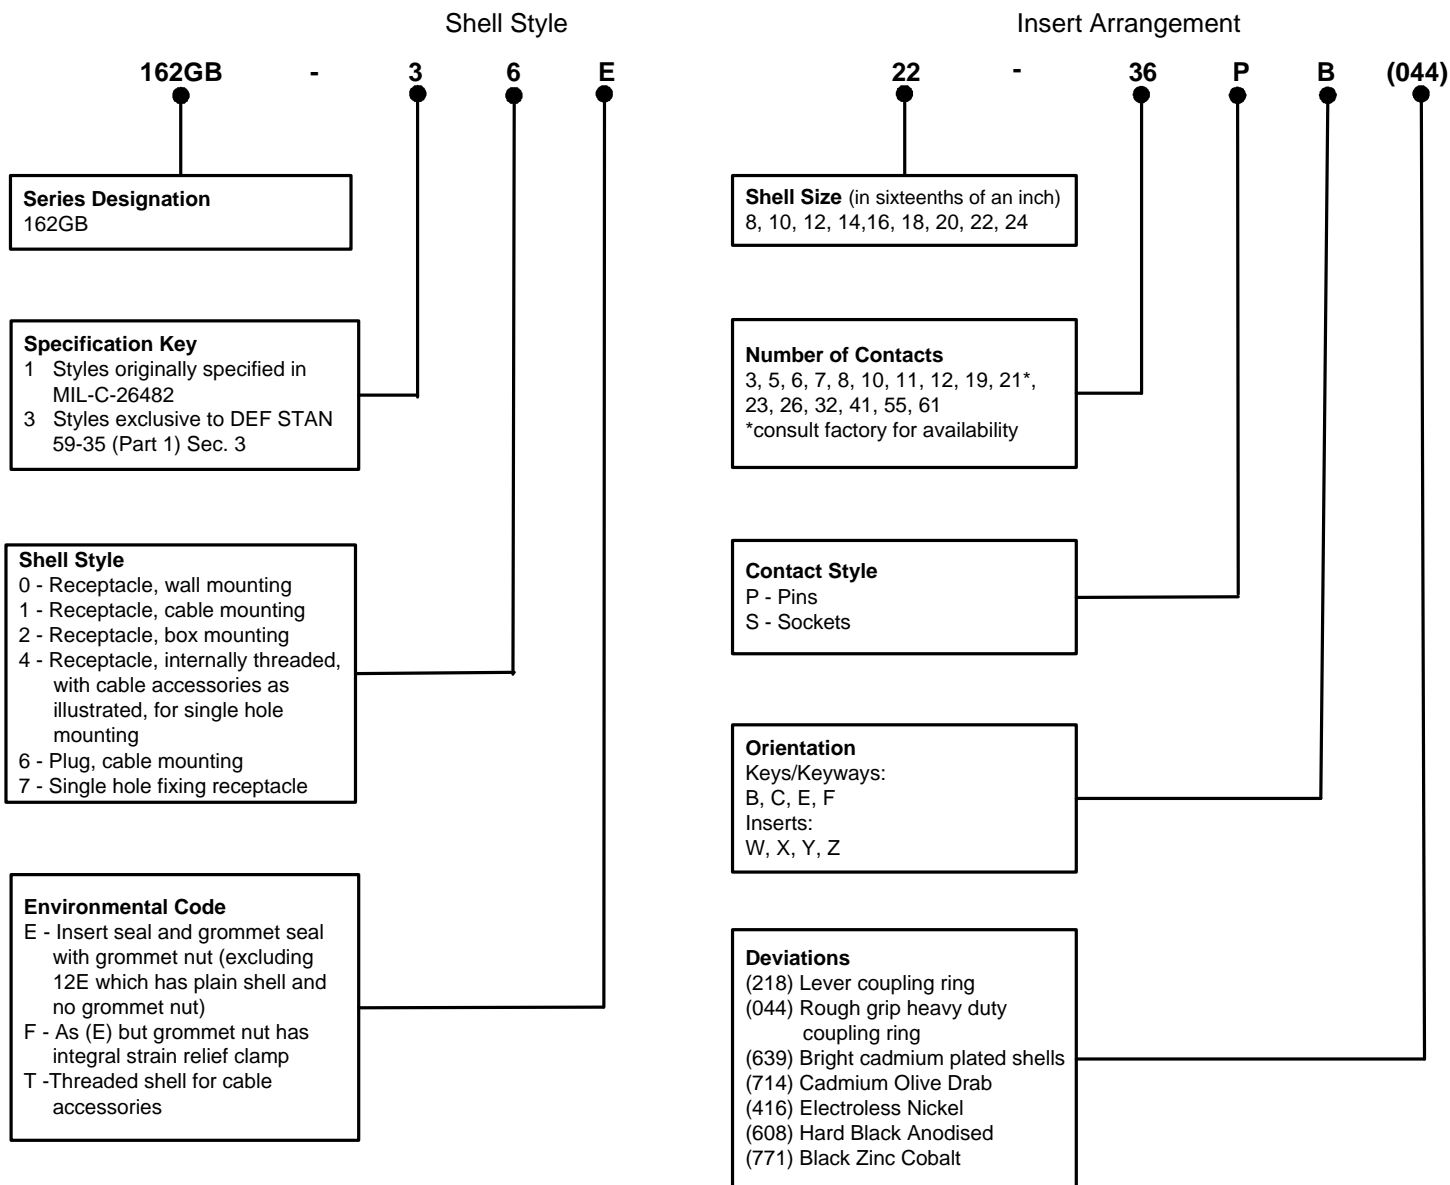 Shell Style
Insert Arrangement
162GB - 3 6 E 22 - 36 P B (044)
Series Designation
162GB
Specification Key
1 Styles originally specified in
MIL-C-26482
3 Styles exclusive to DEF STAN
59-35 (Part 1) Sec. 3
Shell Style
0 - Receptacle, wall mounting
1 - Receptacle, cable mounting
2 - Receptacle, box mounting
4 - Receptacle, internally threaded,
with cable accessories as
illustrated, for single hole
mounting
6 - Plug, cable mounting
7 - Single hole fixing receptacle
Environmental Code
E - Insert seal and grommet seal
with grommet nut (excluding
12E which has plain shell and
no grommet nut)
F - As (E) but grommet nut has
integral strain relief clamp
T -Threaded shell for cable
accessories
Shell Size (in sixteenths of an inch)
8, 10, 12, 14,16, 18, 20, 22, 24
Number of Contacts
3, 5, 6, 7, 8, 10, 11, 12, 19, 21*,
23, 26, 32, 41, 55, 61
*consult factory for availability
Contact Style
P - Pins
S - Sockets
Orientation
Keys/Keyways:
B, C, E, F
Inserts:
W, X, Y, Z
Deviations
(218) Lever coupling ring
(044) Rough grip heavy duty
coupling ring
(639) Bright cadmium plated shells
(714) Cadmium Olive Drab
(416) Electroless Nickel
(608) Hard Black Anodised
(771) Black Zinc Cobalt